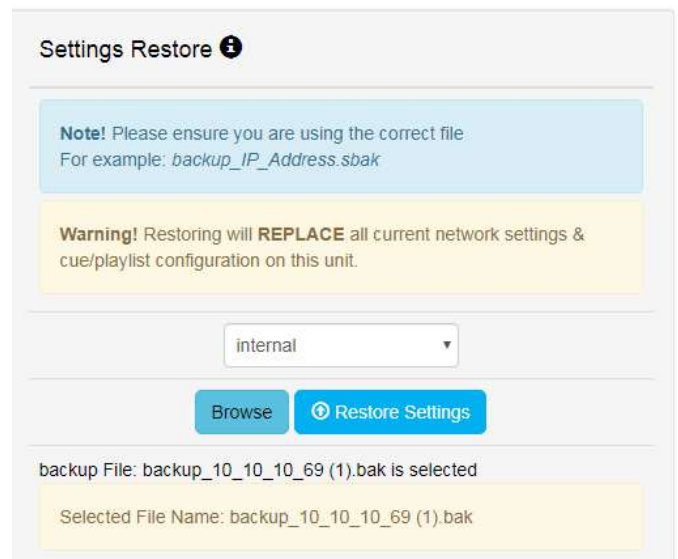 Settings Restore
Note! Please ensure you are using the correct file
For example: backup_IP_Address.sbak
Warning! Restoring will REPLACE all current network settings &
cue/playlist configuration on this unit.
internal
Browse Restore Settings
backup File: backup_10_10_10_69 (1).bak is selected
Selected File Name: backup_10_10_10_69 (1).bak